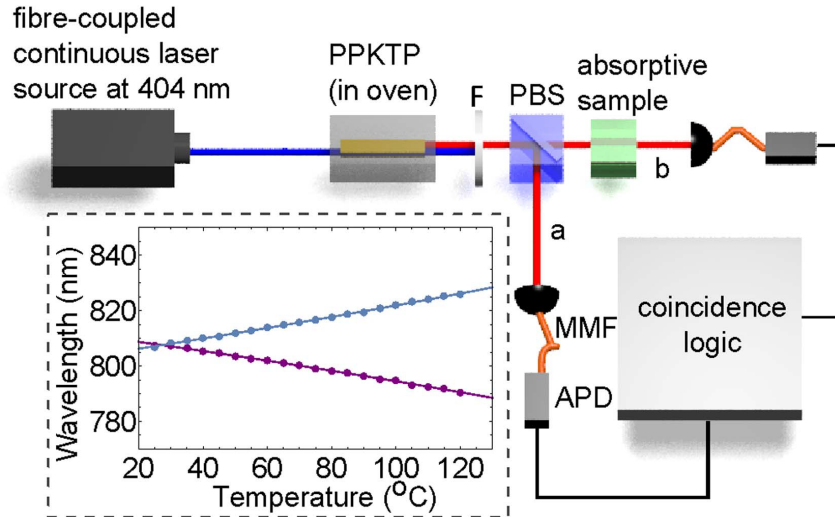 fibre-coupled
continuous laser
source at 404 nm
PPKTP
(in oven)
F
PBS
absorptive
sample
b
a
MMF
APD
coincidence
logic
Wavelength (nm)
840
820
800
780
20 40 60 80 100 120
Temperature (°C)